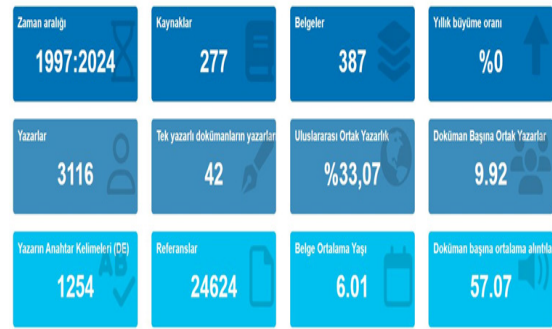 Zaman aralığı
1997:2024
Kaynaklar
277
Belgeler
387
Yıllık büyüme oranı
%0
Yazarlar
3116
Tek yazarlı dokümanların yazarlar
42
Uluslararası Ortak Yazarlık
%33,07
Doküman Başına Ortak Yazarlar
9.92
Yazarın Anahtar Kelimeleri (DE)
1254
Referanslar
24624
Belge Ortalama Yaşı
6.01
Doküman başına ortalama alıntıla
57.07